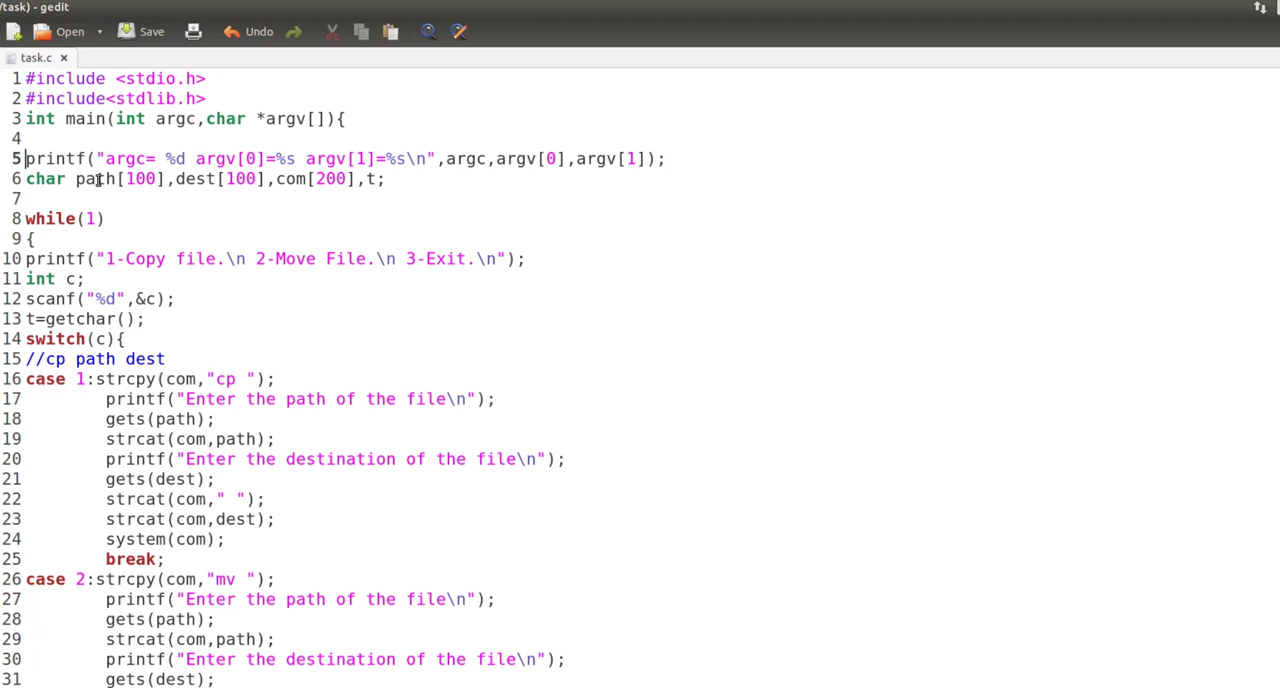 /task) - gedit
Open Save Undo
task.c
1 #include <stdio.h>
2 #include<stdlib.h>
3 int main(int argc,char *argv[]){
4
5 printf("argc= %d argv[0]=%s argv[1]=%s\n",argc,argv[0],argv[1]);
6 char path[100],dest[100],com[200],t;
7
8 while(1)
9 {
10 printf("1-Copy file.\n 2-Move File.\n 3-Exit.\n");
11 int c;
12 scanf("%d",&c);
13 t=getchar();
14 switch(c){
15 //cp path dest
16 case 1:strcpy(com,"cp ");
17         printf("Enter the path of the file\n");
18         gets(path);
19         strcat(com,path);
20         printf("Enter the destination of the file\n");
21         gets(dest);
22         strcat(com," ");
23         strcat(com,dest);
24         system(com);
25         break;
26 case 2:strcpy(com,"mv ");
27         printf("Enter the path of the file\n");
28         gets(path);
29         strcat(com,path);
30         printf("Enter the destination of the file\n");
31         gets(dest);